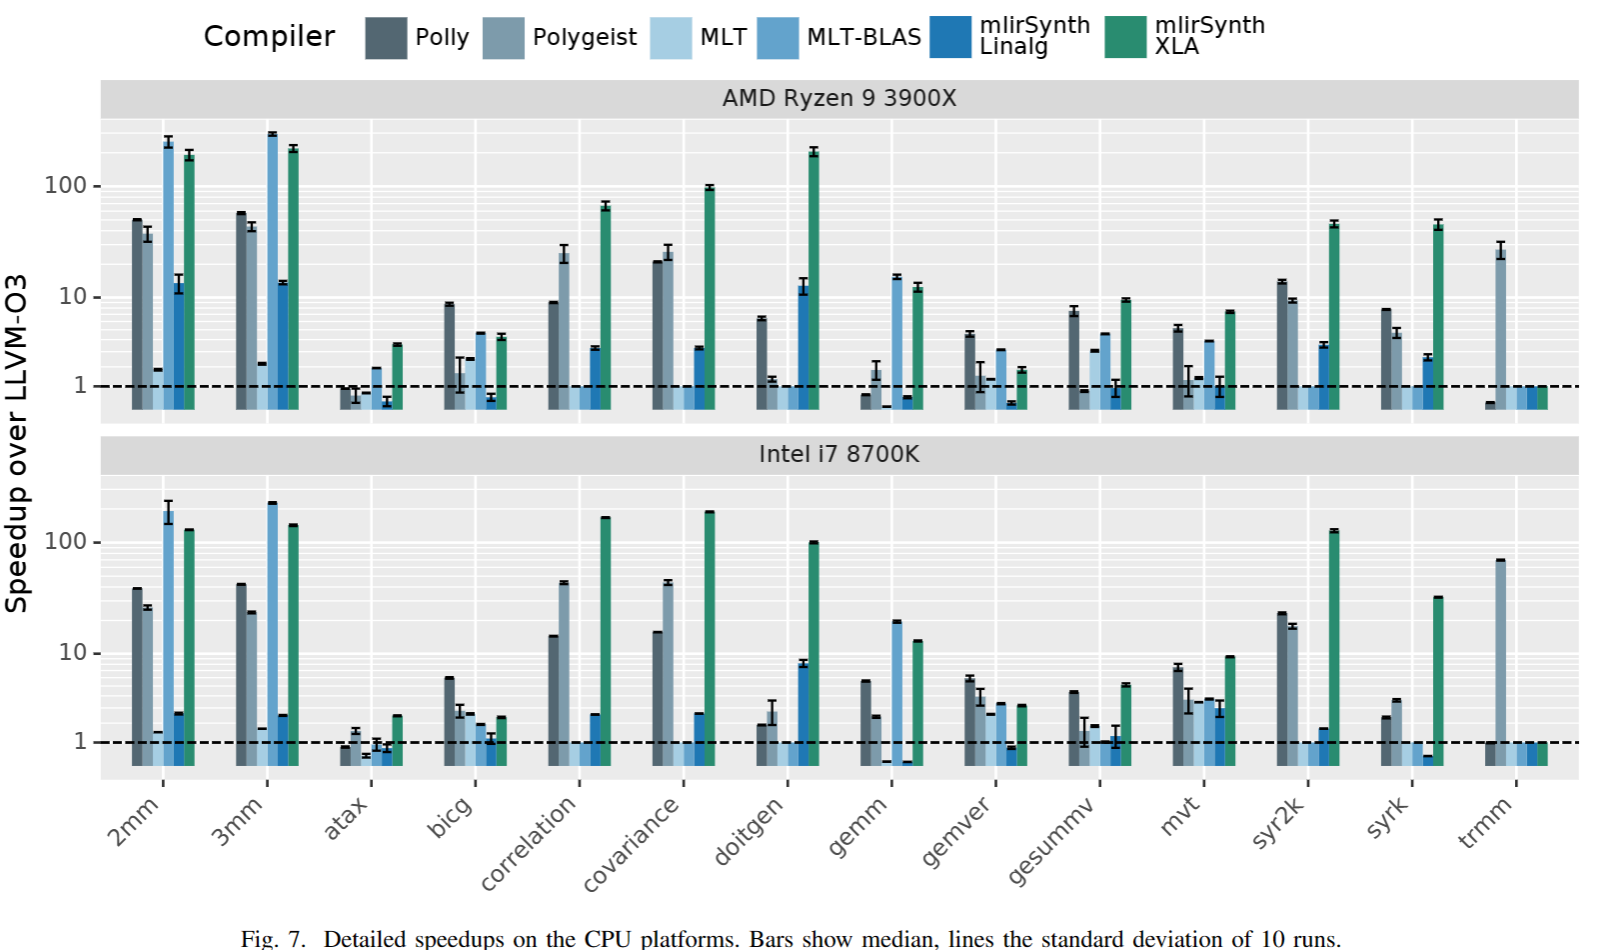 Compiler Polly Polygeist MLT MLT-BLAS mlirSynth Linalg mlirSynth XLA
AMD Ryzen 9 3900X
Speedup over LLVM-O3
100
10
1
Intel i7 8700K
100
10
1
2mm 3mm atax bicg correlation covariance doitgen gemm gemver gesummv mvt syr2k syrk trmm
Fig. 7. Detailed speedups on the CPU platforms. Bars show median, lines the standard deviation of 10 runs.